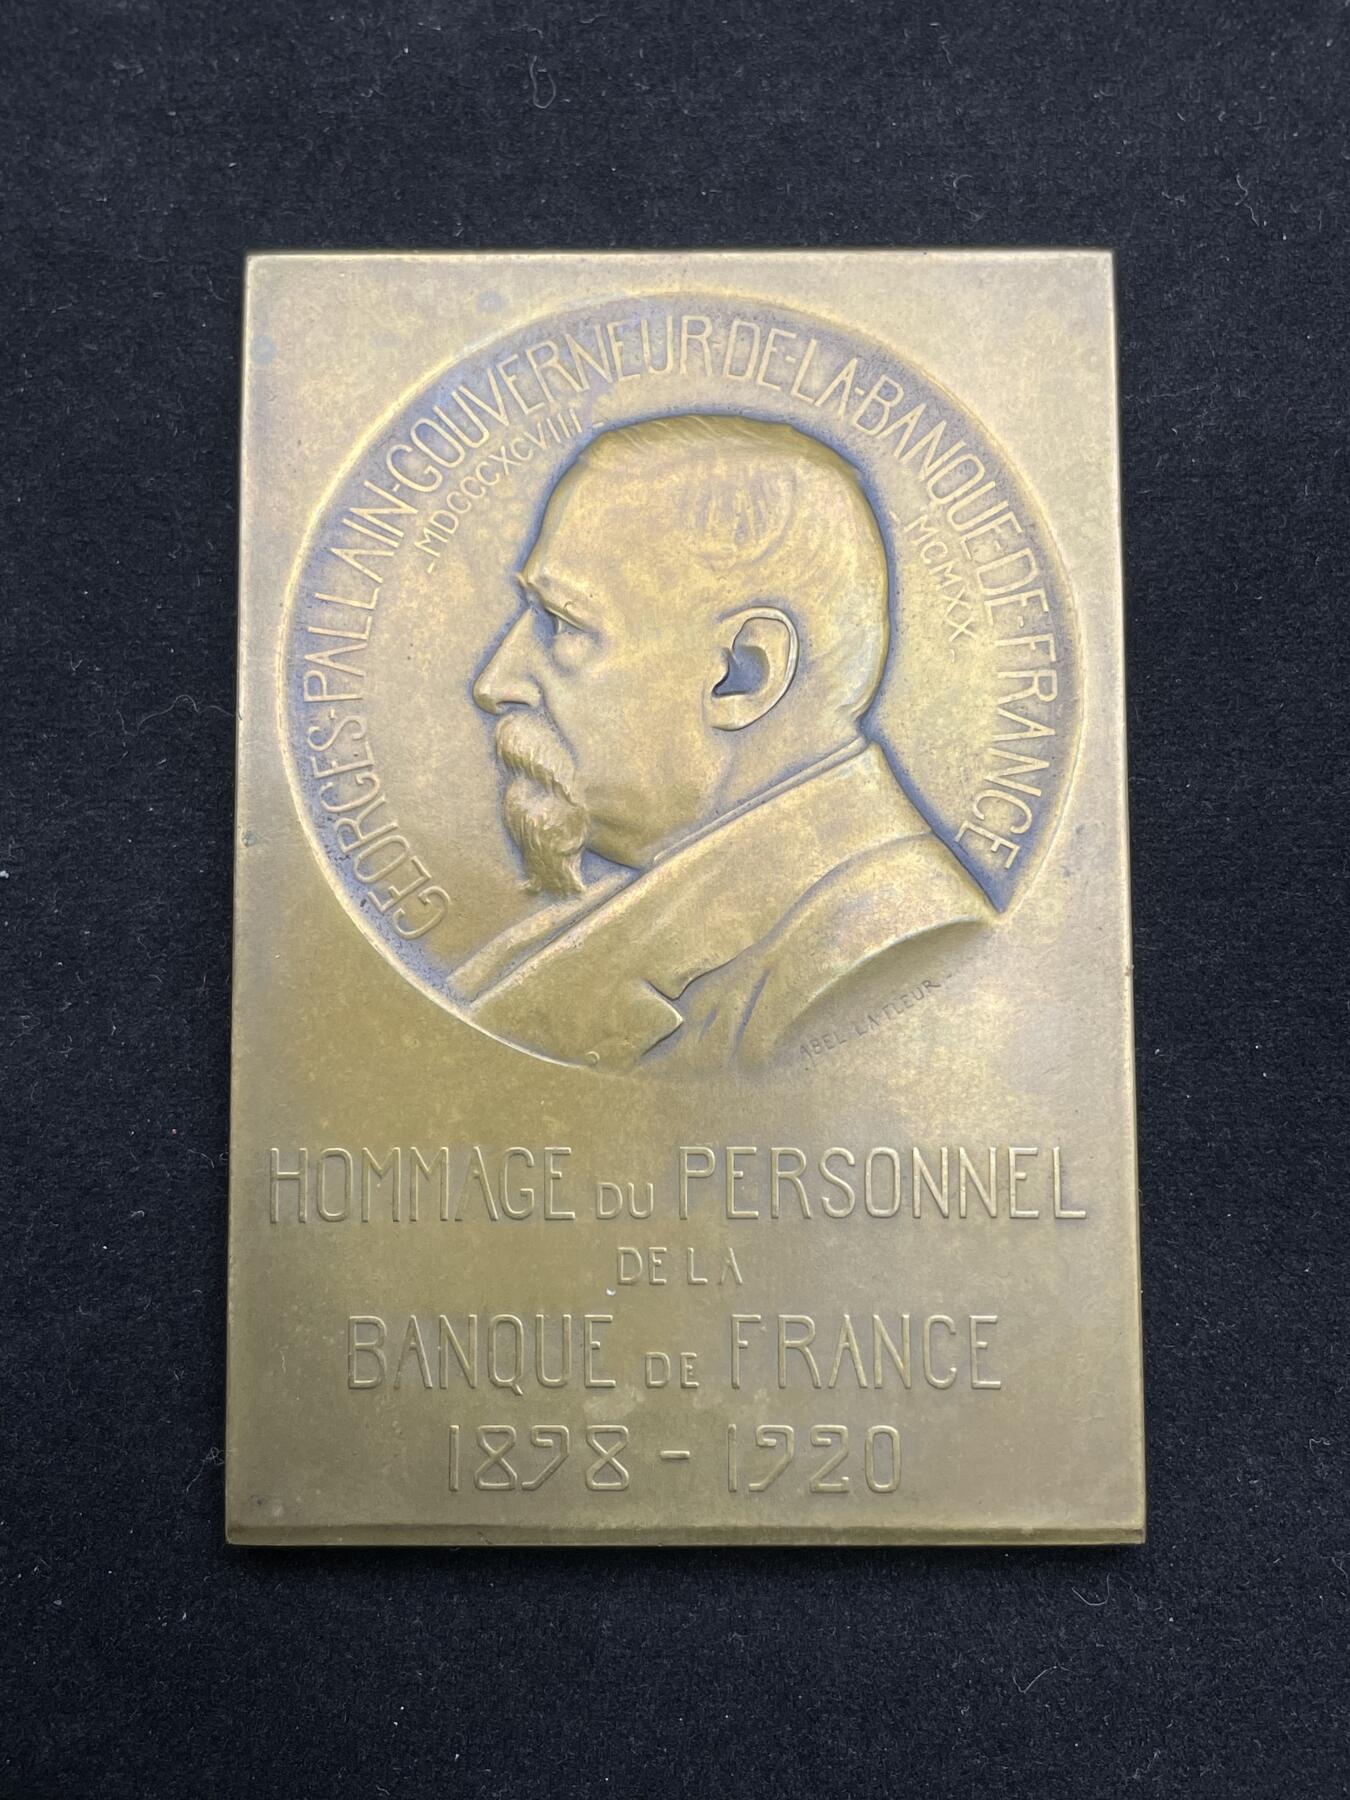 GEORGES-PALLAIN-GOUVERNEUR-DE-LA-BANQUE-DE-FRANCE
-MDCCCXCVIII-
-MCMXX-
ABEL LAFLEUR
HOMMAGE DU PERSONNEL
DE LA
BANQUE DE FRANCE
1898-1920